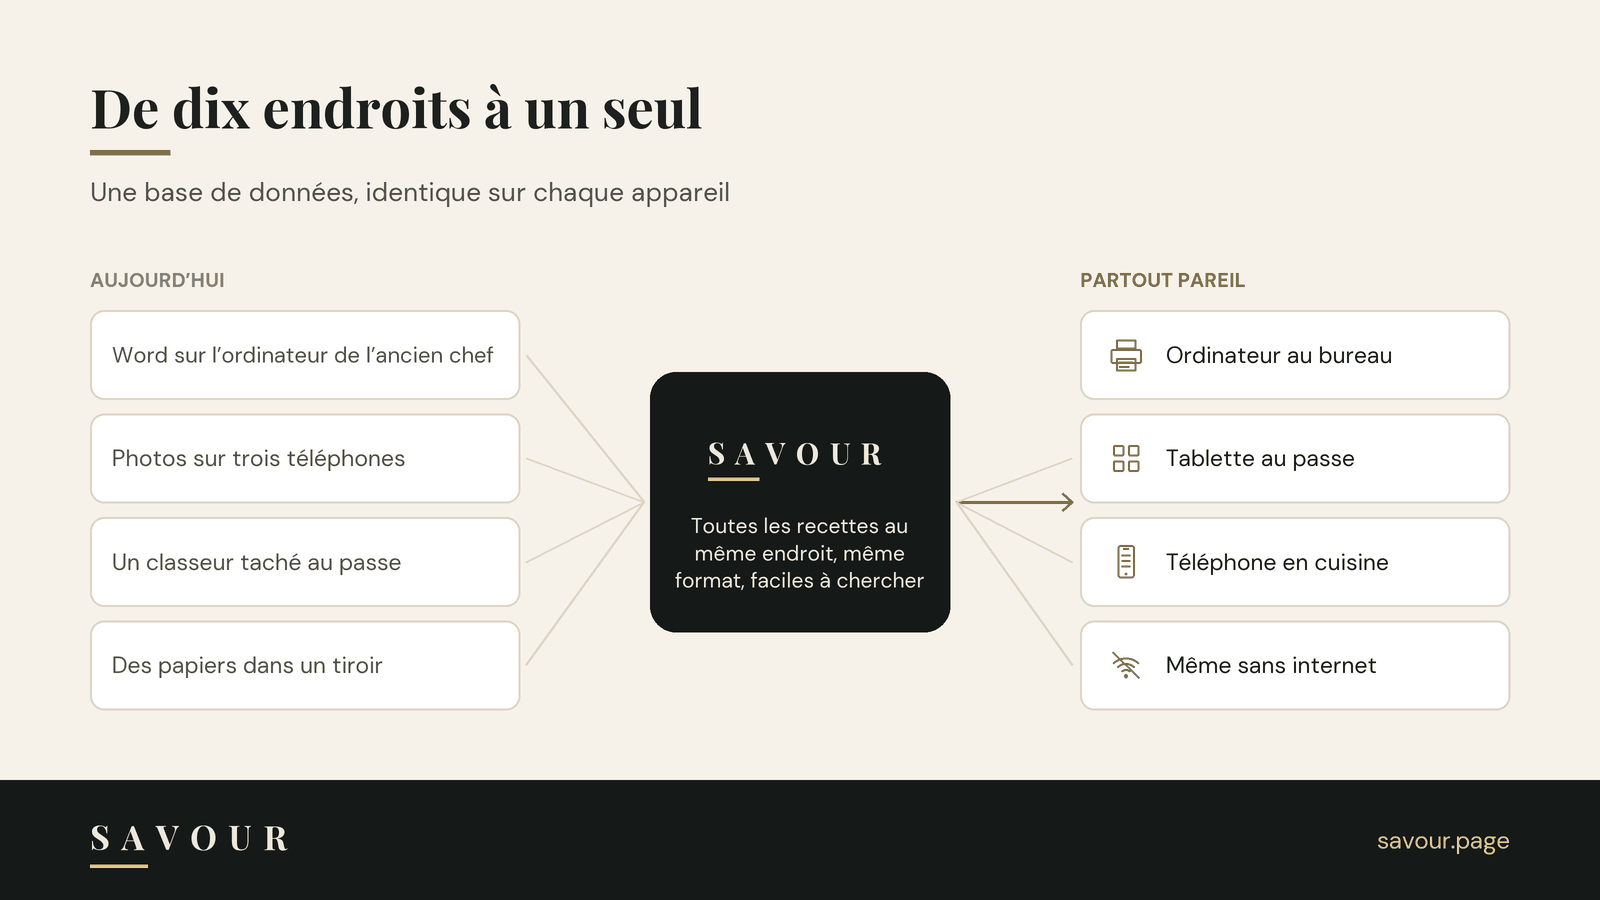 De dix endroits à un seul
Une base de données, identique sur chaque appareil
AUJOURD’HUI
Word sur l’ordinateur de l’ancien chef
Photos sur trois téléphones
Un classeur taché au passe
Des papiers dans un tiroir
SAVOUR
Toutes les recettes au
même endroit, même
format, faciles à chercher
PARTOUT PAREIL
Ordinateur au bureau
Tablette au passe
Téléphone en cuisine
Même sans internet
SAVOUR
savour.page